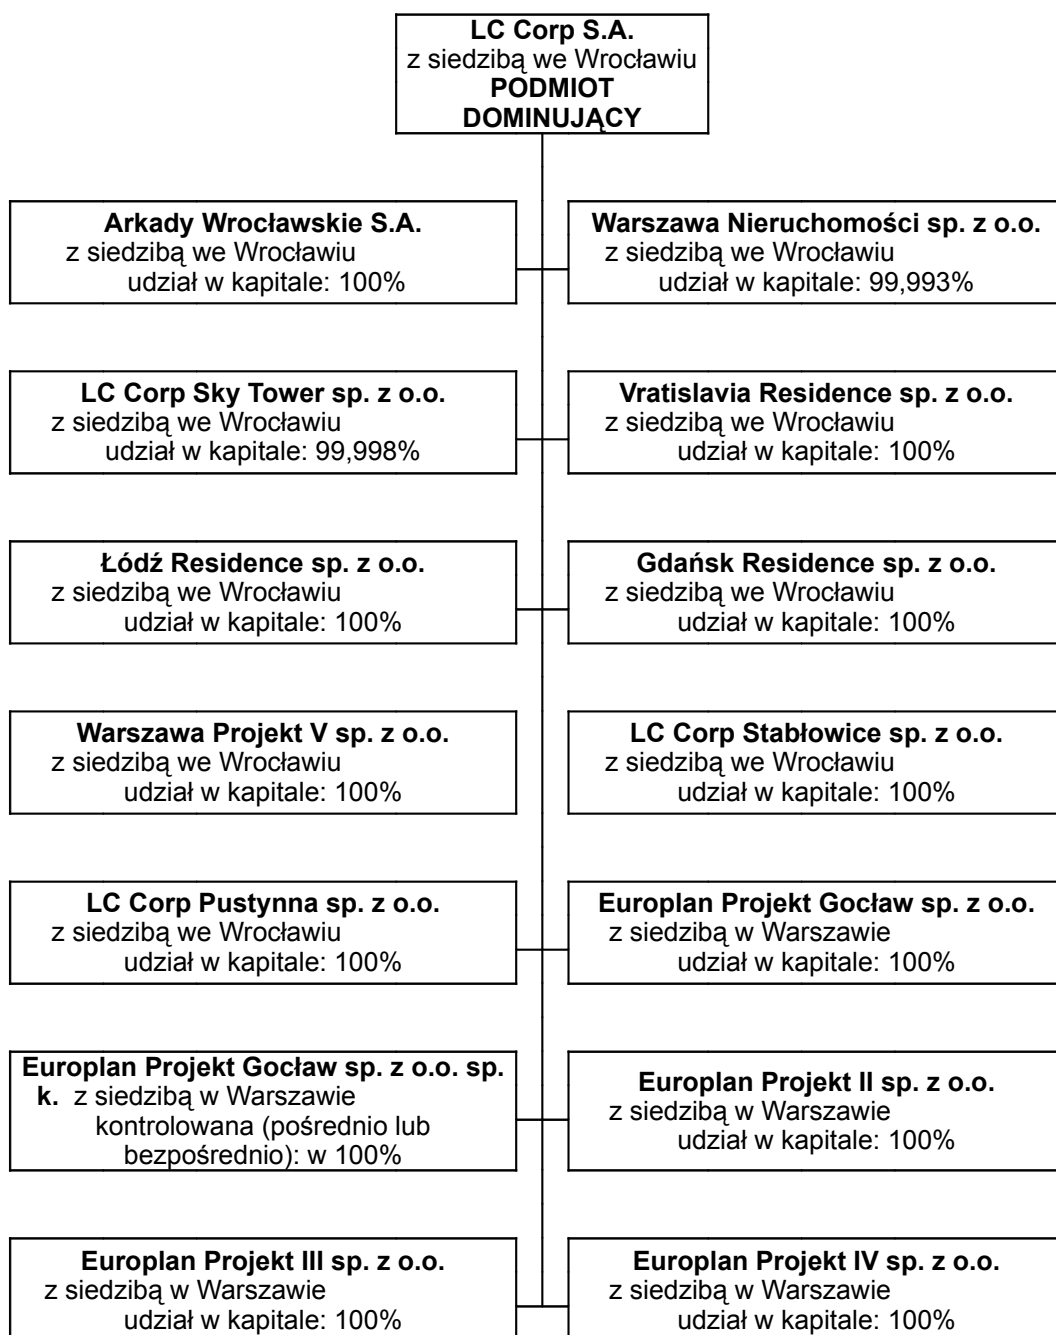 LC Corp S.A.
z siedzibą we Wrocławiu
PODMIOT
DOMINUJĄCY
Arkady Wrocławskie S.A.
z siedzibą we Wrocławiu
udział w kapitale: 100%
Warszawa Nieruchomości sp. z o.o.
z siedzibą we Wrocławiu
udział w kapitale: 99,993%
LC Corp Sky Tower sp. z o.o.
z siedzibą we Wrocławiu
udział w kapitale: 99,998%
Vratislavia Residence sp. z o.o.
z siedzibą we Wrocławiu
udział w kapitale: 100%
Łódź Residence sp. z o.o.
z siedzibą we Wrocławiu
udział w kapitale: 100%
Gdańsk Residence sp. z o.o.
z siedzibą we Wrocławiu
udział w kapitale: 100%
Warszawa Projekt V sp. z o.o.
z siedzibą we Wrocławiu
udział w kapitale: 100%
LC Corp Stabłowice sp. z o.o.
z siedzibą we Wrocławiu
udział w kapitale: 100%
LC Corp Pustynna sp. z o.o.
z siedzibą we Wrocławiu
udział w kapitale: 100%
Europlan Projekt Gocław sp. z o.o.
z siedzibą w Warszawie
udział w kapitale: 100%
Europlan Projekt Gocław sp. z o.o. sp.
k. z siedzibą w Warszawie
kontrolowana (pośrednio lub
bezpośrednio): w 100%
Europlan Projekt II sp. z o.o.
z siedzibą w Warszawie
udział w kapitale: 100%
Europlan Projekt III sp. z o.o.
z siedzibą w Warszawie
udział w kapitale: 100%
Europlan Projekt IV sp. z o.o.
z siedzibą w Warszawie
udział w kapitale: 100%